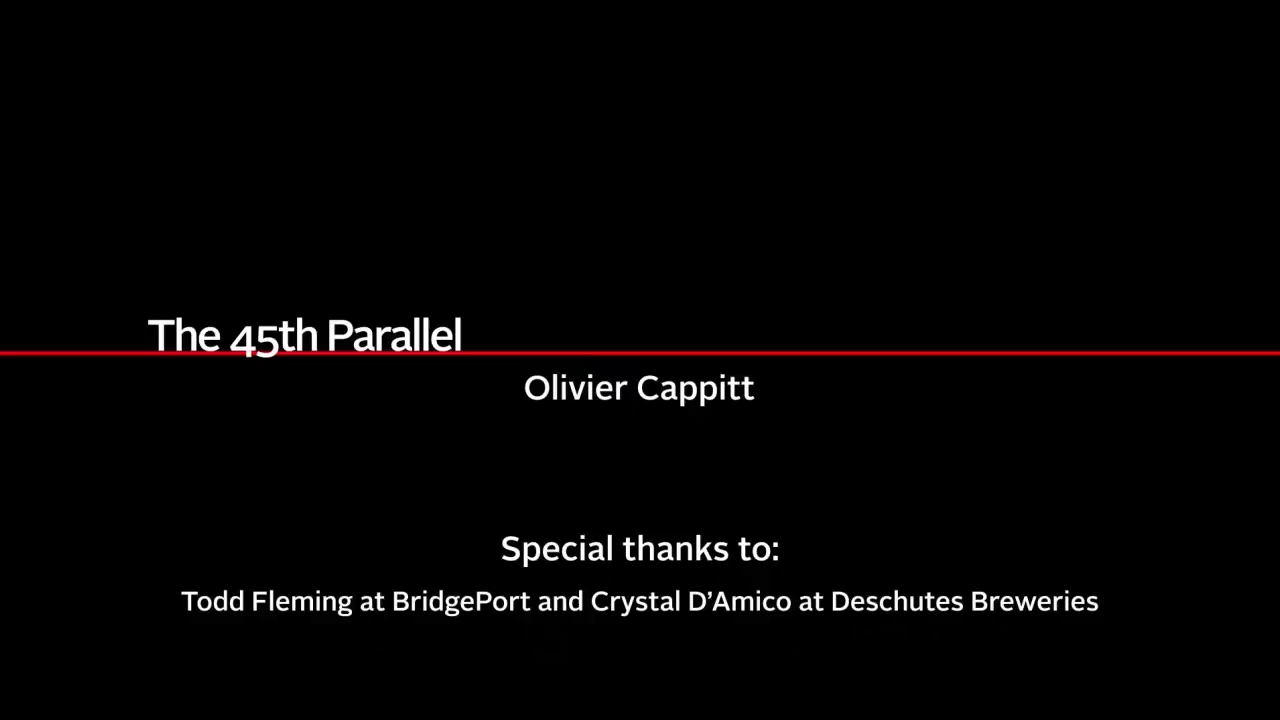 The 45th Parallel
Olivier Cappitt
Special thanks to:
Todd Fleming at BridgePort and Crystal D’Amico at Deschutes Breweries